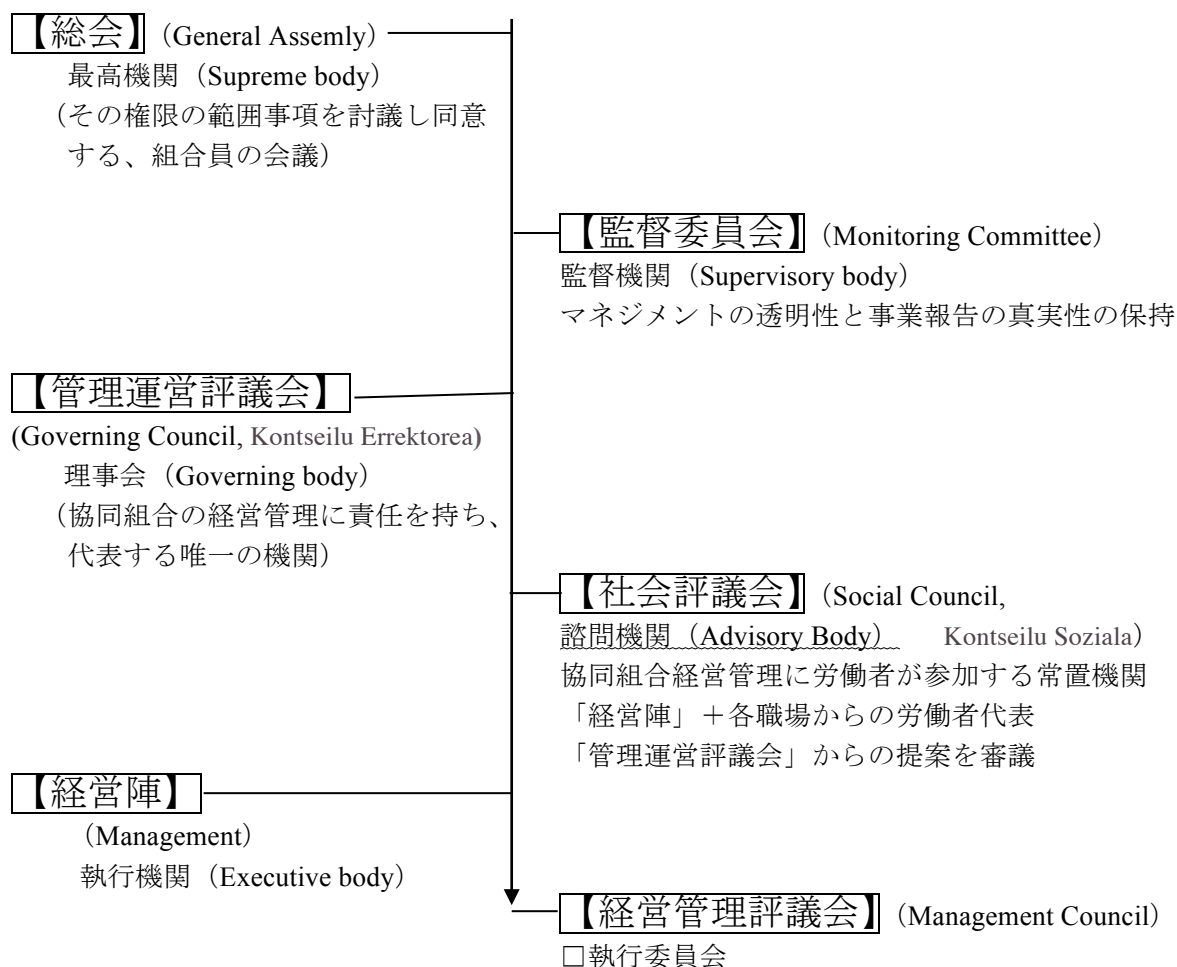 【総会】(General Assemly)
最高機関(Supreme body)
(その権限の範囲事項を討議し同意
する、組合員の会議)
【監督委員会】(Monitoring Committee)
監督機関(Supervisory body)
マネジメントの透明性と事業報告の真実性の保持
【管理運営評議会】
(Governing Council, Kontseilu Errektorea)
理事会(Governing body)
(協同組合の経営管理に責任を持ち、
代表する唯一の機関)
【社会評議会】(Social Council,
諮問機関(Advisory Body) Kontseilu Soziala)
協同組合経営管理に労働者が参加する常置機関
「経営陣」+各職場からの労働者代表
「管理運営評議会」からの提案を審議
【経営陣】
(Management)
執行機関(Executive body)
【経営管理評議会】(Management Council)
□執行委員会